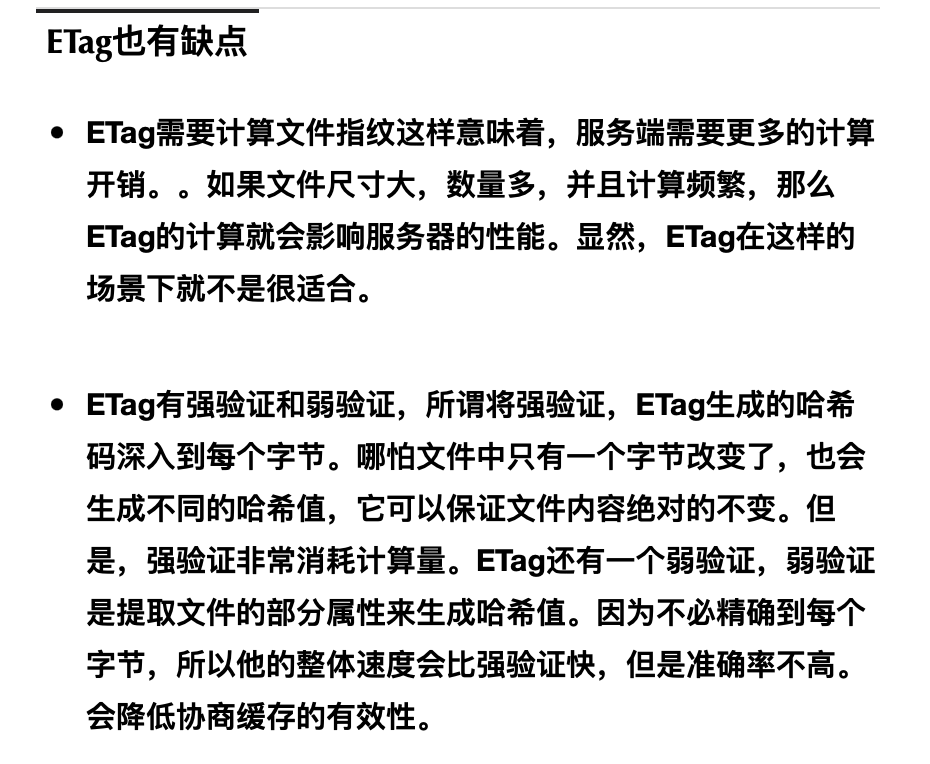 ETag也有缺点
• ETag需要计算文件指纹这样意味着，服务端需要更多的计算
开销。。如果文件尺寸大，数量多，并且计算频繁，那么
ETag的计算就会影响服务器的性能。显然，ETag在这样的
场景下就不是很适合。
• ETag有强验证和弱验证，所谓将强验证，ETag生成的哈希
码深入到每个字节。哪怕文件中只有一个字节改变了，也会
生成不同的哈希值，它可以保证文件内容绝对的不变。但
是，强验证非常消耗计算量。ETag还有一个弱验证，弱验证
是提取文件的部分属性来生成哈希值。因为不必精确到每个
字节，所以他的整体速度会比强验证快，但是准确率不高。
会降低协商缓存的有效性。